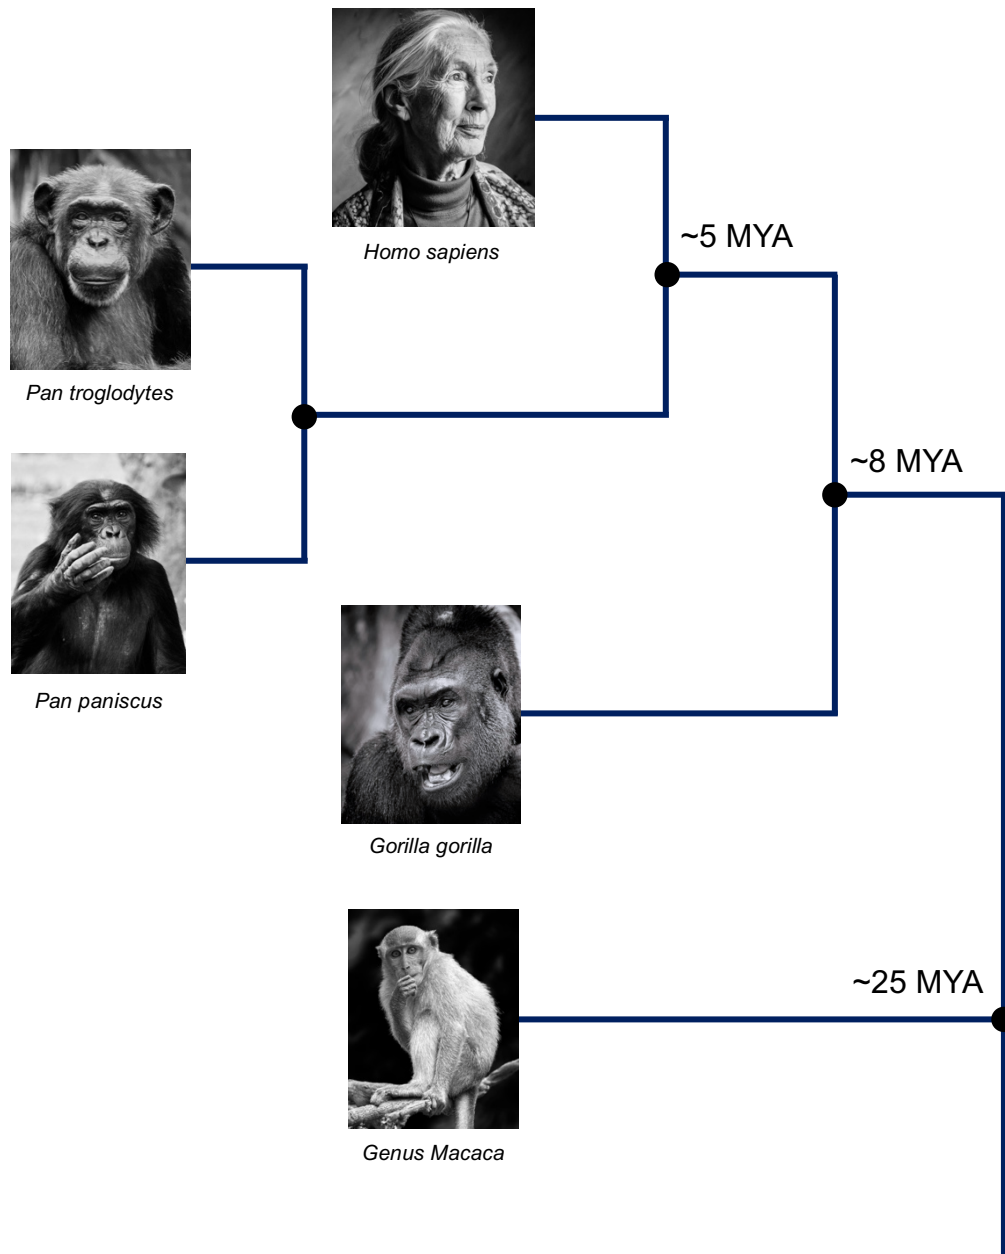 Homo sapiens
~5 MYA
Pan troglodytes
~8 MYA
Pan paniscus
Gorilla gorilla
~25 MYA
Genus Macaca